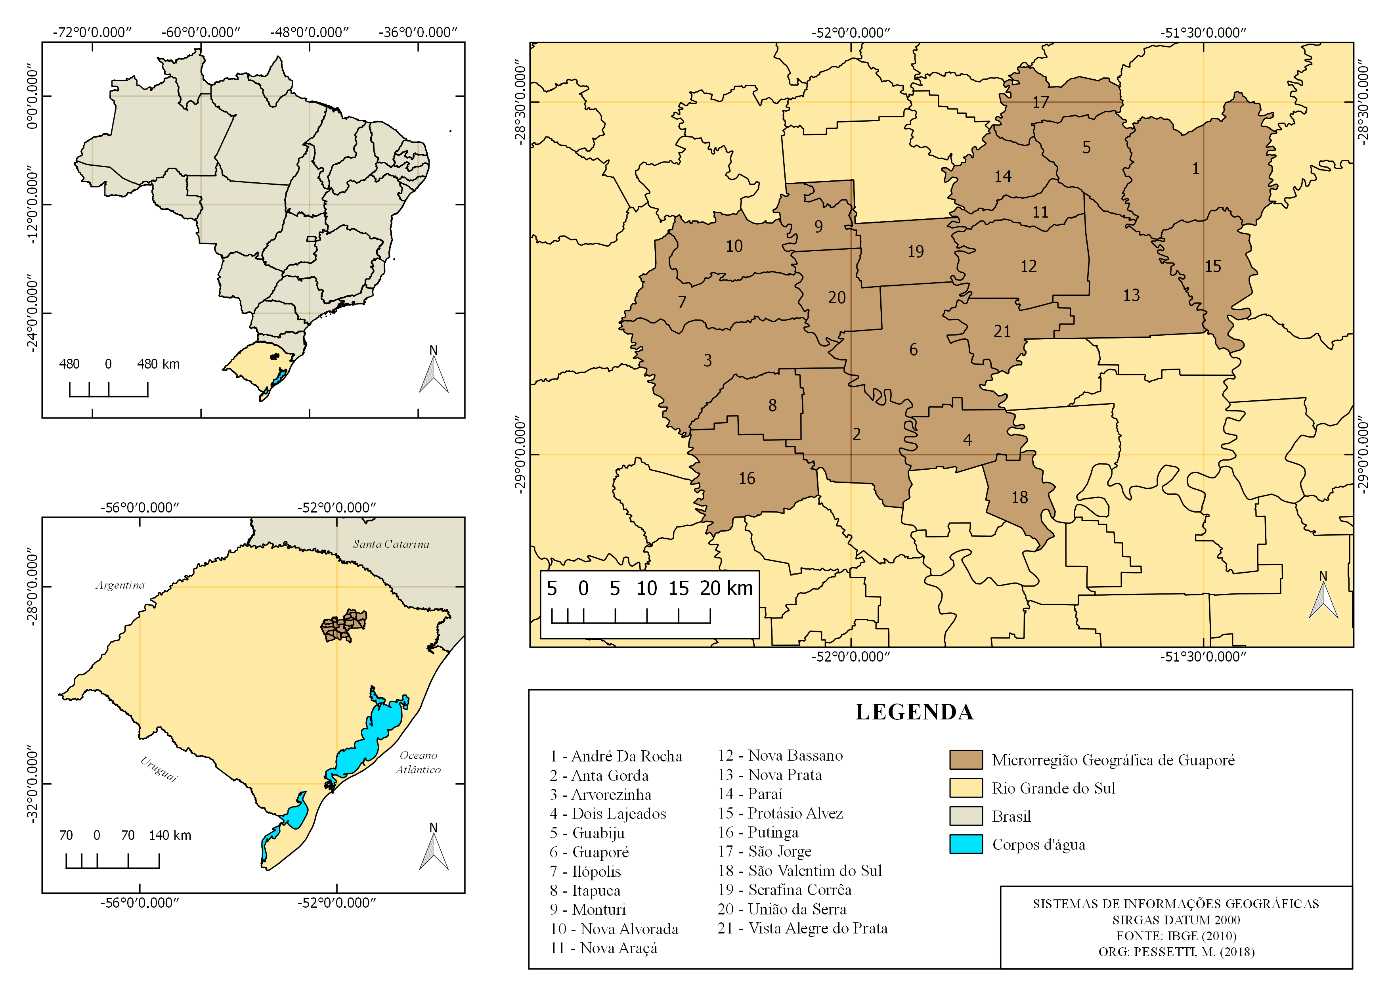 -72°0'0.000" -60°0'0.000" -48°0'0.000" -36°0'0.000"
0°0'0.000"
-12°0'0.000"
-24°0'0.000"
480 0 480 km
N
-52°0'0.000" -51°30'0.000"
-28°30'0.000" -28°30'0.000"
-29°0'0.000" -29°0'0.000"
17
5
1
14
11
9
10
19
12
15
20
13
7
21
6
3
8
2
4
16
18
5 0 5 10 15 20 km
N
-52°0'0.000" -51°30'0.000"
-56°0'0.000" -52°0'0.000"
Santa Catarina
Argentina
-28°0'0.000"
Oceano
Atlântico
Uruguai
-32°0'0.000"
70 0 70 140 km
N
-56°0'0.000" -52°0'0.000"
LEGENDA
1 - André Da Rocha
2 - Anta Gorda
3 - Arvorezinha
4 - Dois Lajeados
5 - Guabiju
6 - Guaporé
7 - Ilópolis
8 - Itapuca
9 - Monturi
10 - Nova Alvorada
11 - Nova Araçá
12 - Nova Bassano
13 - Nova Prata
14 - Paraí
15 - Protásio Alvez
16 - Putinga
17 - São Jorge
18 - São Valentim do Sul
19 - Serafina Corrêa
20 - União da Serra
21 - Vista Alegre do Prata
Microrregião Geográfica de Guaporé
Rio Grande do Sul
Brasil
Corpos d'água
SISTEMAS DE INFORMAÇÕES GEOGRÁFICAS
SIRGAS DATUM 2000
FONTE: IBGE (2010)
ORG: PESSETTI, M. (2018)